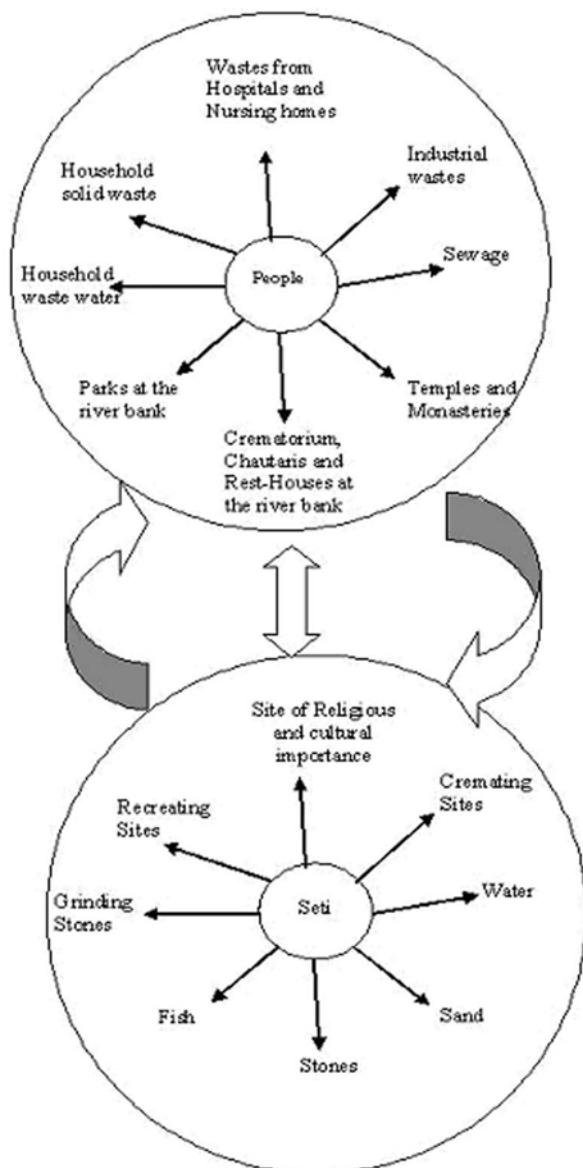 Wastes from
Hospitals and
Nursing homes
Household
solid waste
Industrial
wastes
Household
waste water
People
Sewage
Parks at the
river bank
Temples and
Monasteries
Crematorium,
Chautaris and
Rest-Houses at
the river bank
Site of Religious
and cultural
importance
Recreating
Sites
Cremating
Sites
Grinding
Stones
Seti
Water
Fish
Sand
Stones